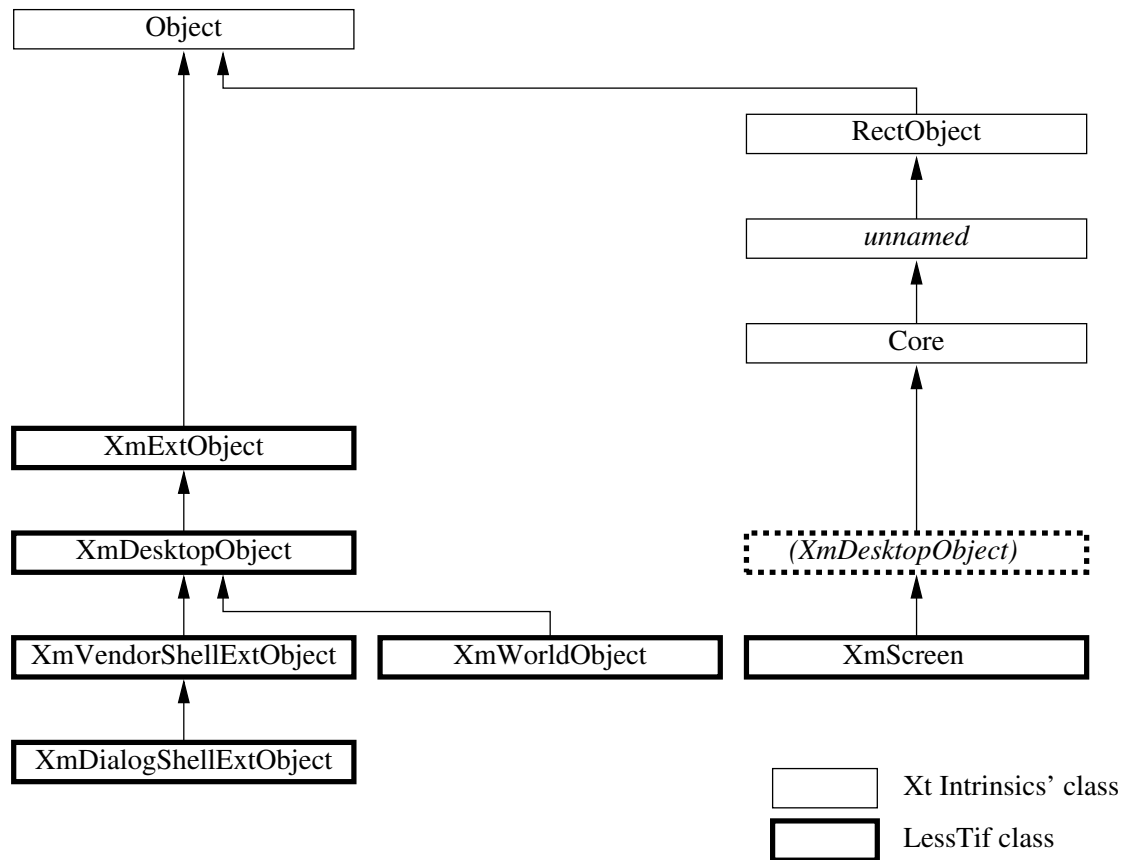 Object
RectObject
unnamed
Core
XmExtObject
XmDesktopObject
(XmDesktopObject)
XmVendorShellExtObject
XmWorldObject
XmScreen
XmDialogShellExtObject
Xt Intrinsics’ class
LessTif class